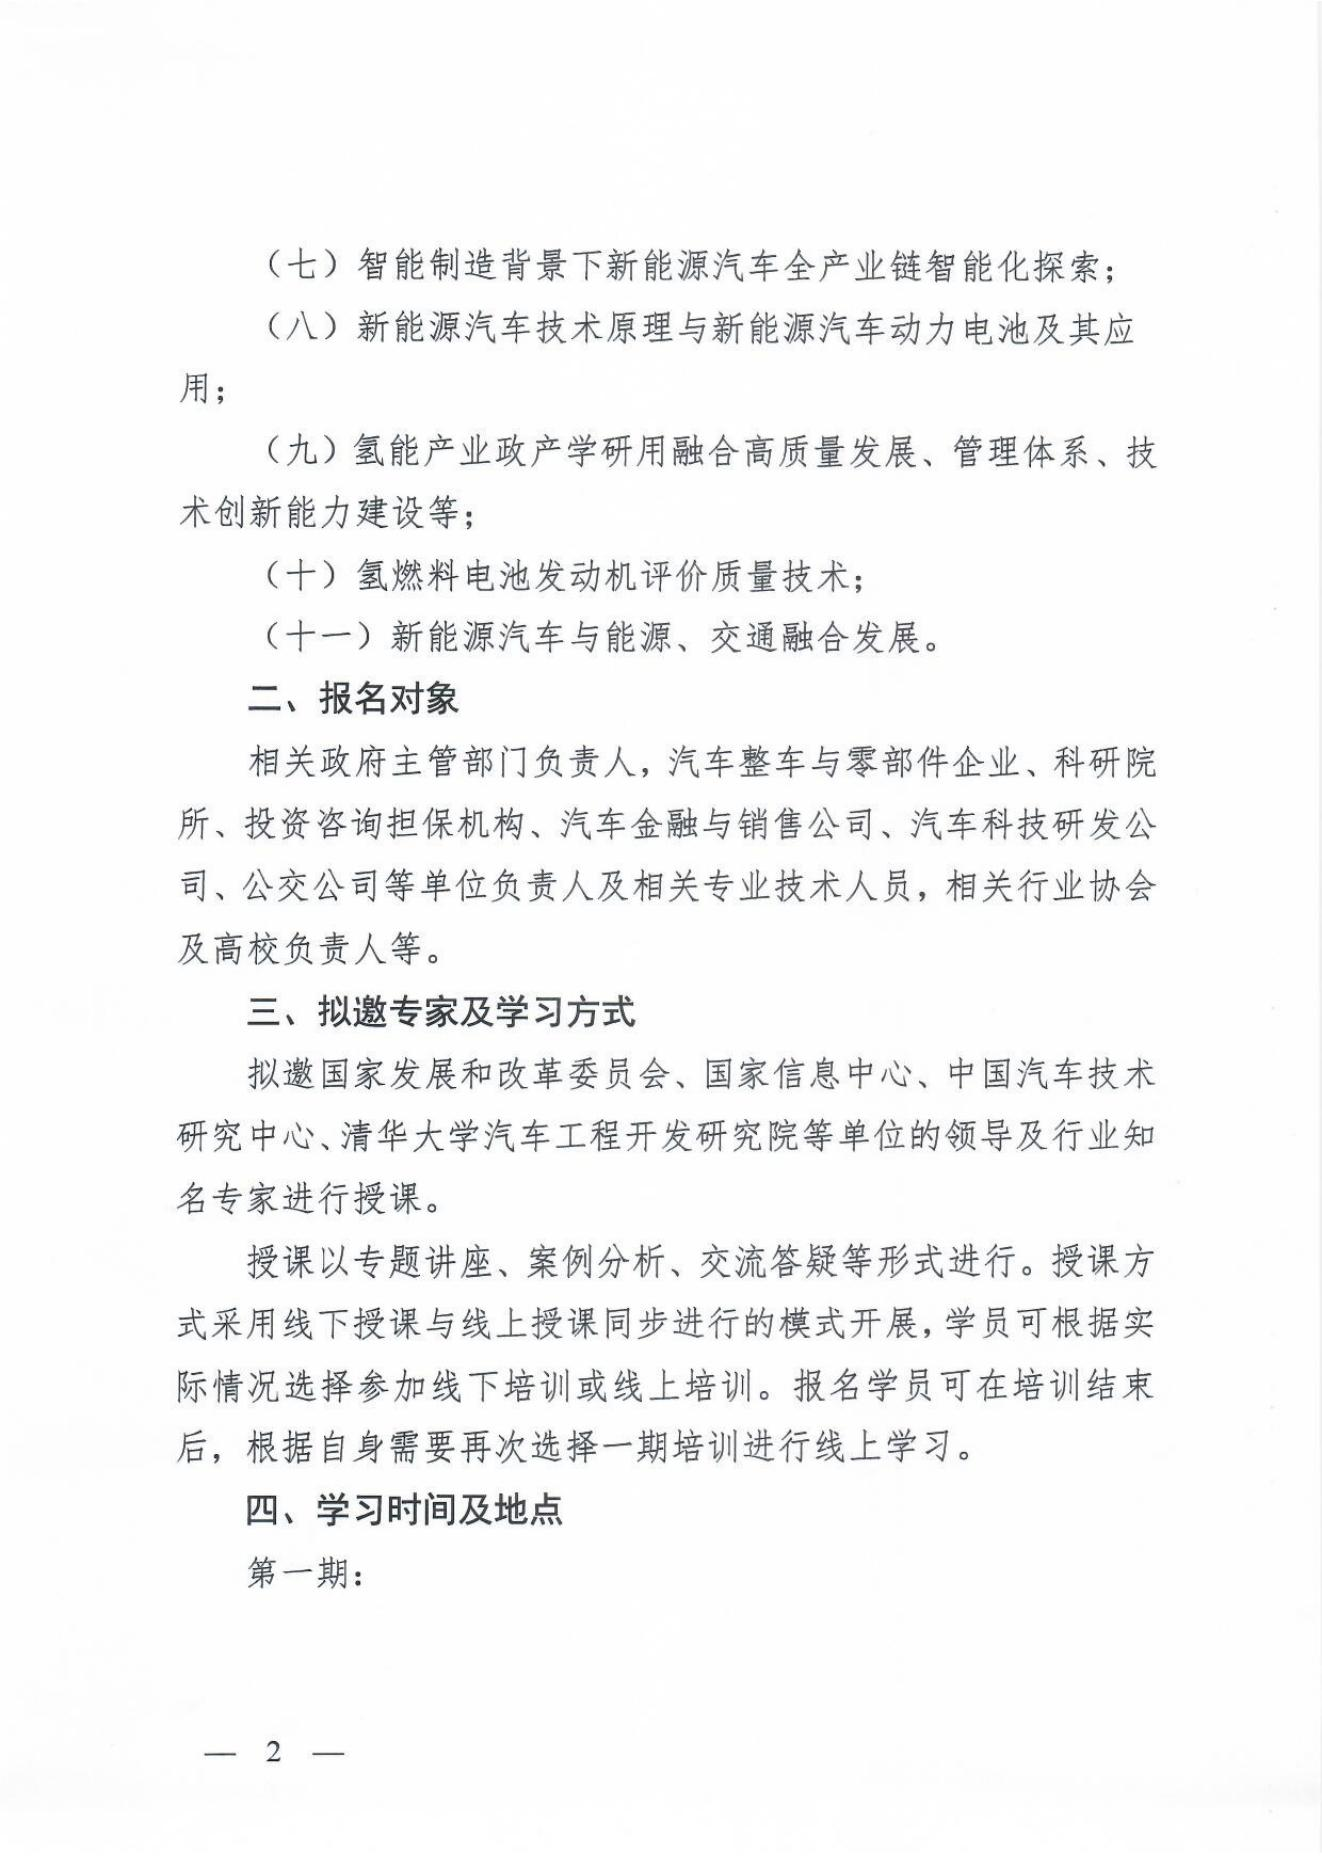 （七）智能制造背景下新能源汽车全产业链智能化探索；
（八）新能源汽车技术原理与新能源汽车动力电池及其应
用；
（九）氢能产业政产学研用融合高质量发展、管理体系、技
术创新能力建设等；
（十）氢燃料电池发动机评价质量技术；
（十一）新能源汽车与能源、交通融合发展。
二、报名对象
相关政府主管部门负责人，汽车整车与零部件企业、科研院
所、投资咨询担保机构、汽车金融与销售公司、汽车科技研发公
司、公交公司等单位负责人及相关专业技术人员，相关行业协会
及高校负责人等。
三、拟邀专家及学习方式
拟邀国家发展和改革委员会、国家信息中心、中国汽车技术
研究中心、清华大学汽车工程开发研究院等单位的领导及行业知
名专家进行授课。
授课以专题讲座、案例分析、交流答疑等形式进行。授课方
式采用线下授课与线上授课同步进行的模式开展，学员可根据实
际情况选择参加线下培训或线上培训。报名学员可在培训结束
后，根据自身需要再次选择一期培训进行线上学习。
四、学习时间及地点
第一期：
— 2 —